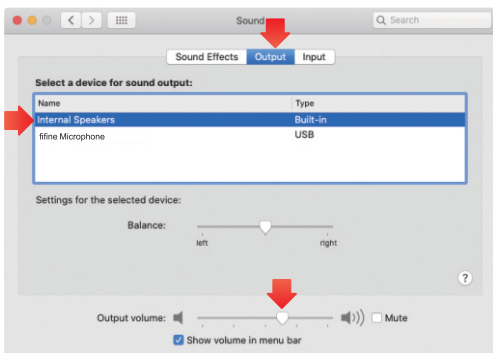 Sound
Search
Sound Effects Output Input
Select a device for sound output:
Name Type
Internal Speakers Built-in
fifine Microphone USB
Settings for the selected device:
Balance:
left right
?
Output volume: Mute
Show volume in menu bar